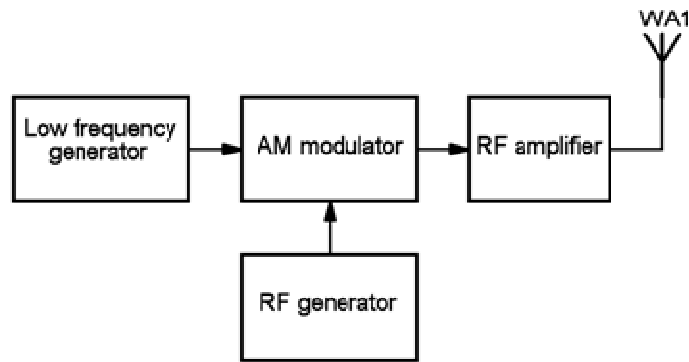 WA1
Low frequency
generator
AM modulator
RF amplifier
RF generator